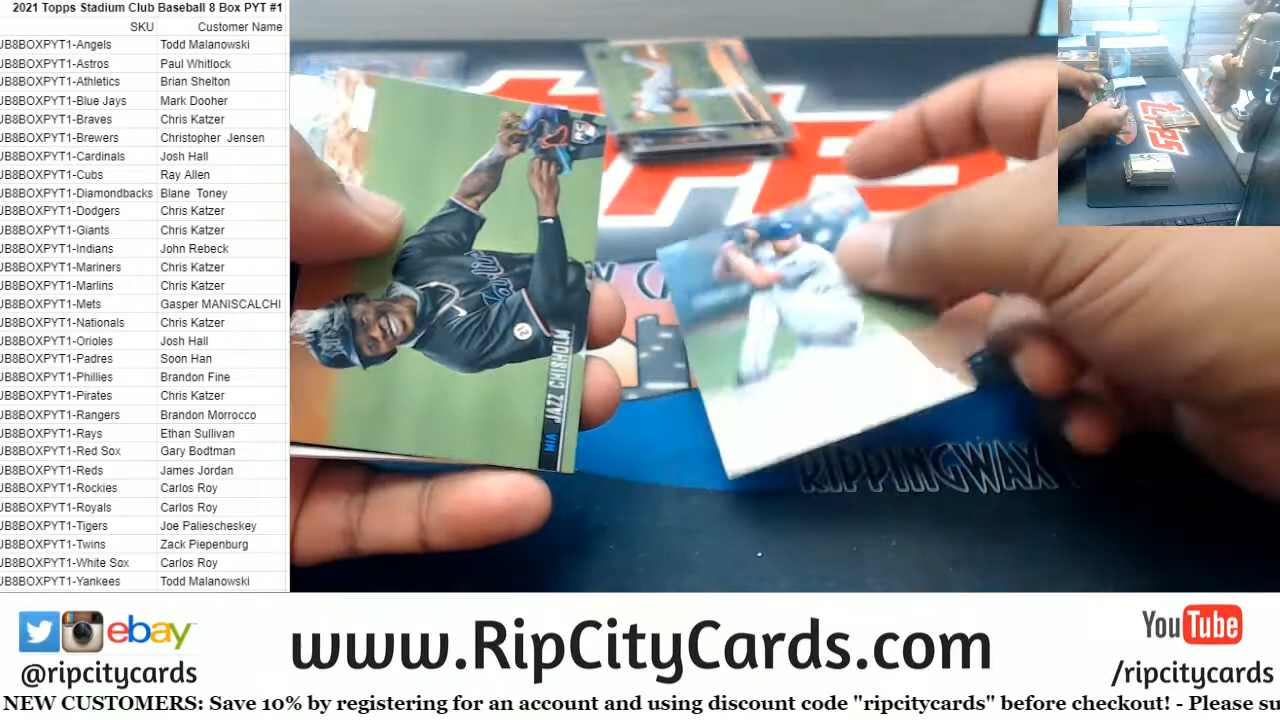 2021 Topps Stadium Club Baseball 8 Box PYT #1
SKU Customer Name
JB8BOXPYT1-Angels Todd Malanowski
JB8BOXPYT1-Astros Paul Whitlock
JB8BOXPYT1-Athletics Brian Shelton
JB8BOXPYT1-Blue Jays Mark Dooher
JB8BOXPYT1-Braves Chris Katzer
JB8BOXPYT1-Brewers Christopher Jensen
JB8BOXPYT1-Cardinals Josh Hall
JB8BOXPYT1-Cubs Ray Allen
JB8BOXPYT1-Diamondbacks Blane Toney
JB8BOXPYT1-Dodgers Chris Katzer
JB8BOXPYT1-Giants Chris Katzer
JB8BOXPYT1-Indians John Rebeck
JB8BOXPYT1-Mariners Chris Katzer
JB8BOXPYT1-Marlins Chris Katzer
JB8BOXPYT1-Mets Gasper MANISCALCHI
JB8BOXPYT1-Nationals Chris Katzer
JB8BOXPYT1-Orioles Josh Hall
JB8BOXPYT1-Padres Soon Han
JB8BOXPYT1-Phillies Brandon Fine
JB8BOXPYT1-Pirates Chris Katzer
JB8BOXPYT1-Rangers Brandon Morrocco
JB8BOXPYT1-Rays Ethan Sullivan
JB8BOXPYT1-Red Sox Gary Bodtman
JB8BOXPYT1-Reds James Jordan
JB8BOXPYT1-Rockies Carlos Roy
JB8BOXPYT1-Royals Carlos Roy
JB8BOXPYT1-Tigers Joe Paliescheskey
JB8BOXPYT1-Twins Zack Piepenburg
JB8BOXPYT1-White Sox Carlos Roy
JB8BOXPYT1-Yankees Todd Malanowski
MIA JAZZ CHISHOLM
RC
RIPPINGWAX
topps
ebay
@ripcitycards
www.RipCityCards.com
YouTube
/ripcitycards
NEW CUSTOMERS: Save 10% by registering for an account and using discount code "ripcitycards" before checkout! - Please su